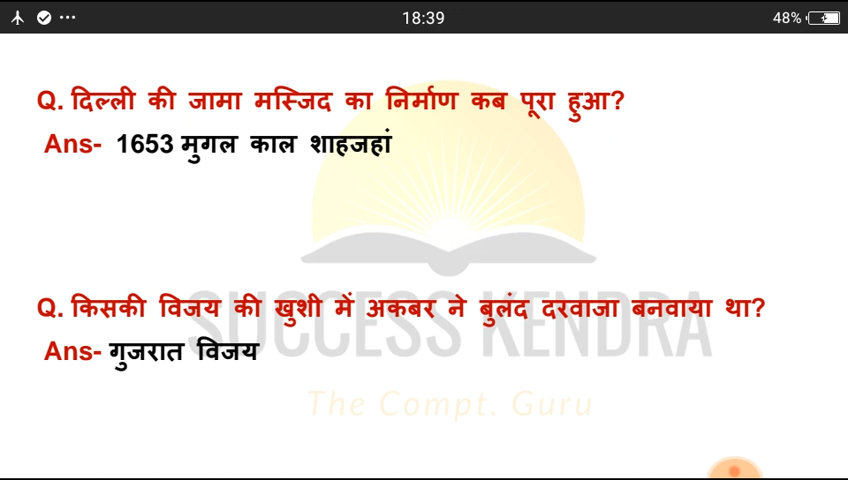 18:39
48%
Q. दिल्ली की जामा मस्जिद का निर्माण कब पूरा हुआ?
Ans- 1653 मुगल काल शाहजहां
Q. किसकी विजय की खुशी में अकबर ने बुलंद दरवाजा बनवाया था?
SUCCESS KENDRA
Ans- गुजरात विजय
The Compt. Guru